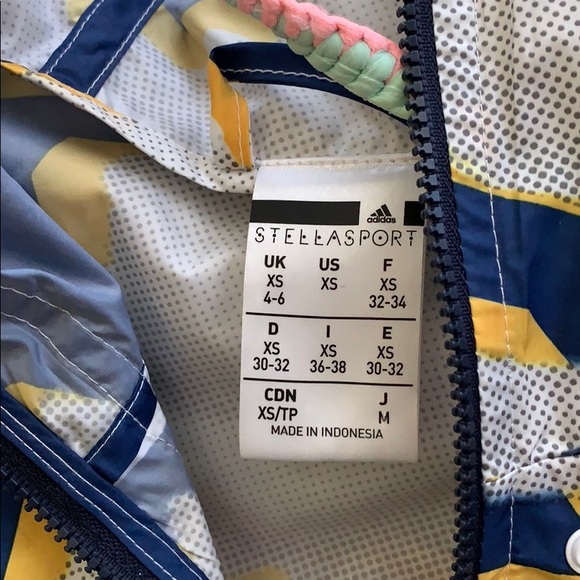 adidas
STELLASPORT
UK US F
XS XS XS
4-6 32-34
D I E
XS XS XS
30-32 36-38 30-32
CDN J
XS/TP M
MADE IN INDONESIA